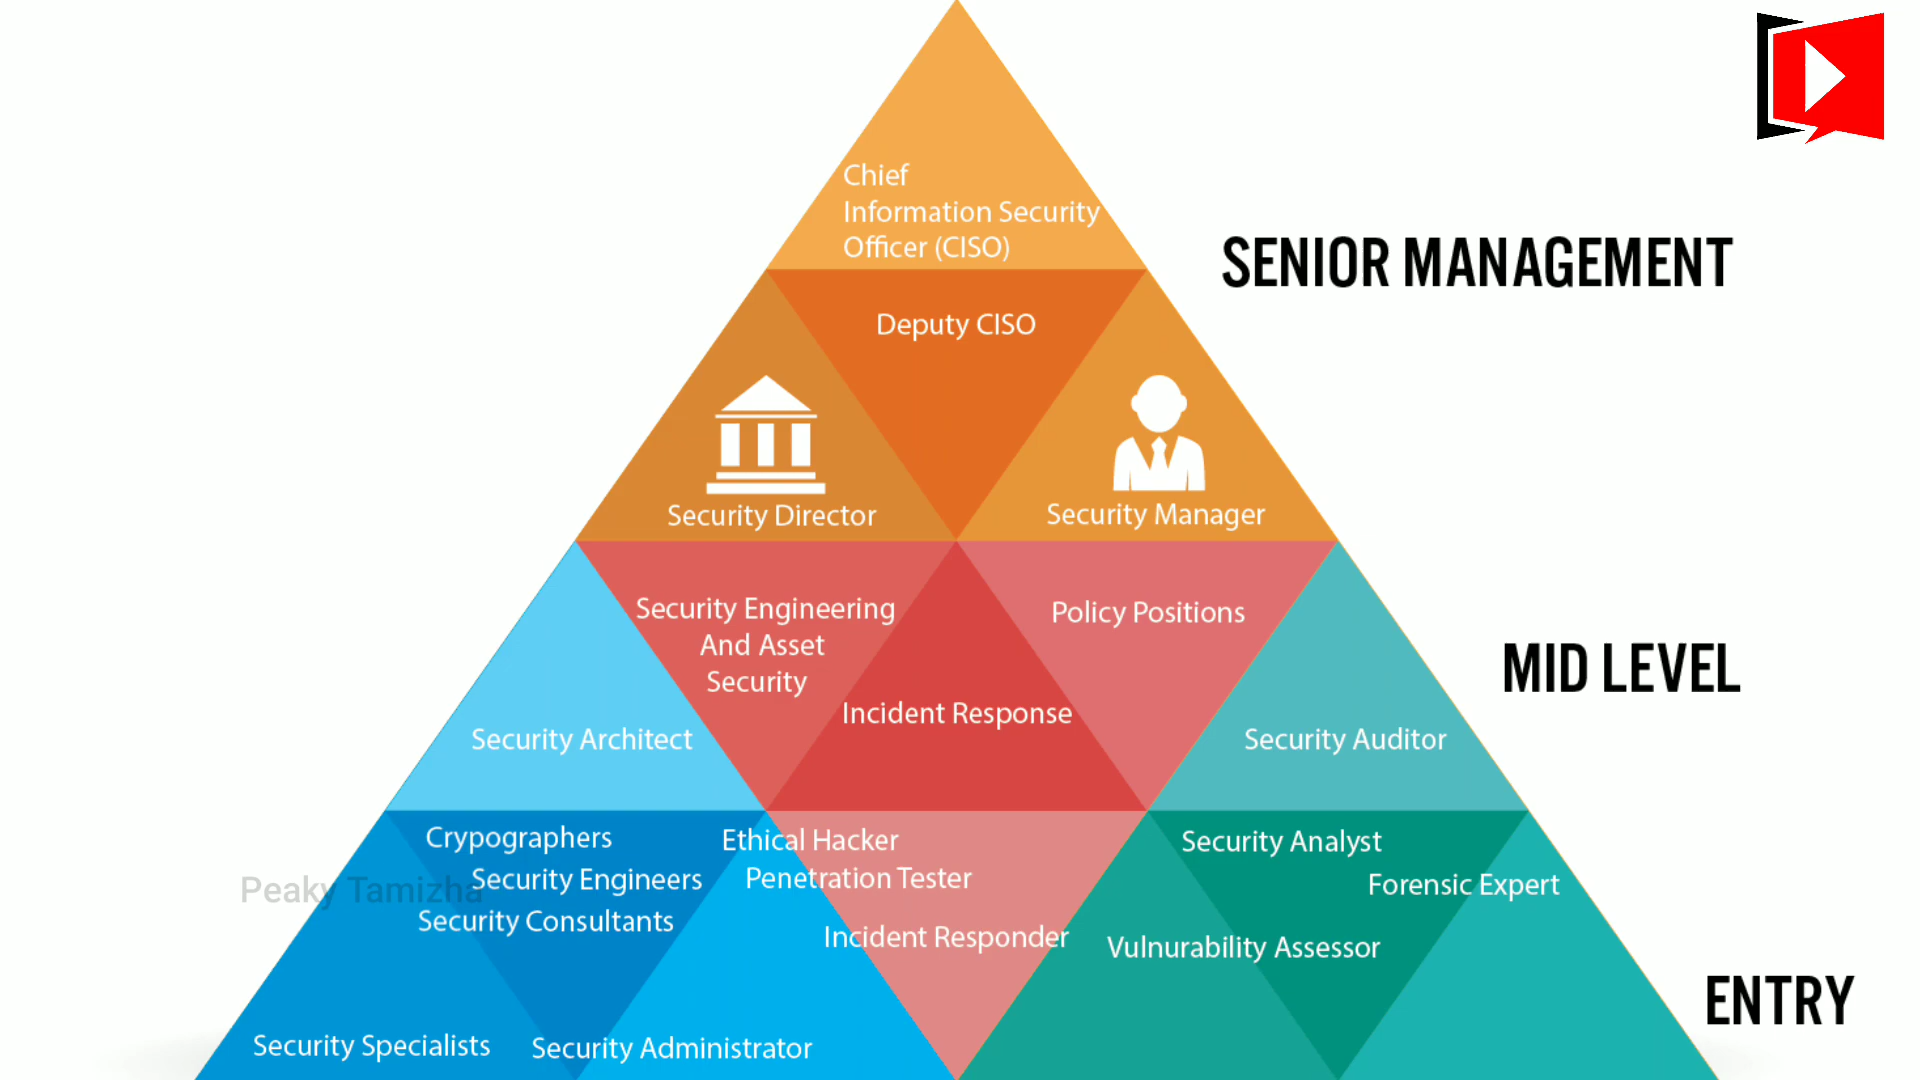 Chief
Information Security
Officer (CISO)
SENIOR MANAGEMENT
Deputy CISO
Security Director
Security Manager
Security Engineering
And Asset
Security
Policy Positions
MID LEVEL
Incident Response
Security Architect
Security Auditor
Crypographers
Ethical Hacker
Security Analyst
Security Engineers
Penetration Tester
Forensic Expert
Peaky Tamizha
Security Consultants
Incident Responder
Vulnurability Assessor
ENTRY
Security Specialists
Security Administrator